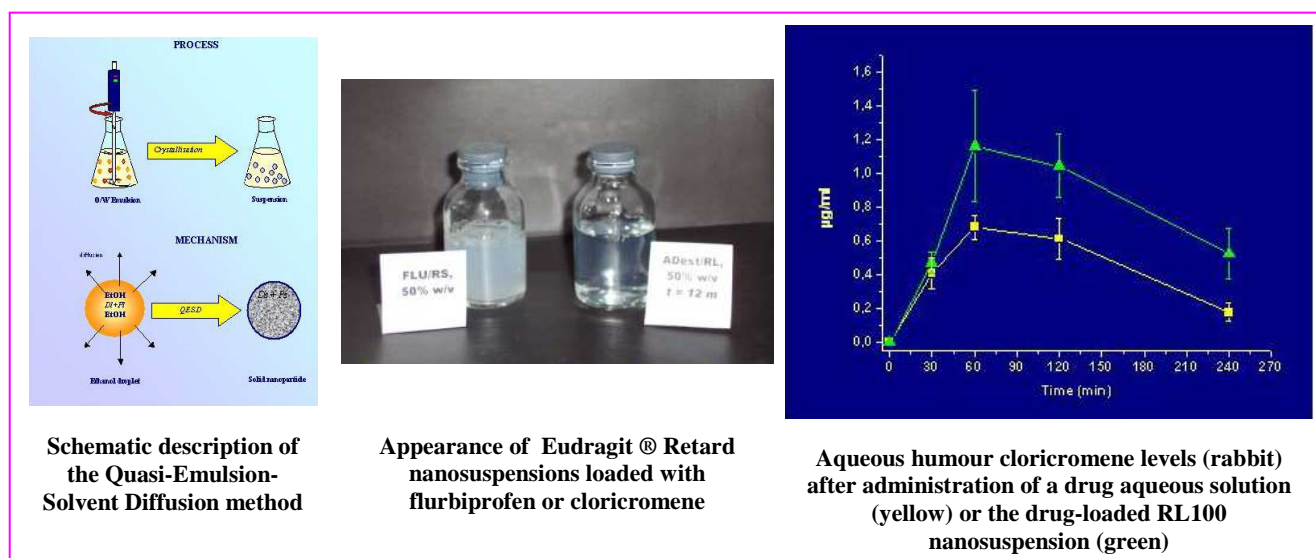 PROCESS
Crystallisation
O/W Emulsion
Suspension
MECHANISM
diffusion
EtOH
EtOH
QESD
Ethanol droplet
Solid nanoparticle
Schematic description of
the Quasi-Emulsion-
Solvent Diffusion method
FLU/RS,
50% w/v
ADest/RL,
50% w/v
t = 12 m
Appearance of Eudragit ® Retard
nanosuspensions loaded with
flurbiprofen or cloricromene
1,6
1,4
1,2
1,0
0,8
0,6
0,4
0,2
0,0
µg/ml
0 30 60 90 120 150 180 210 240 270
Time (min)
Aqueous humour cloricromene levels (rabbit)
after administration of a drug aqueous solution
(yellow) or the drug-loaded RL100
nanosuspension (green)